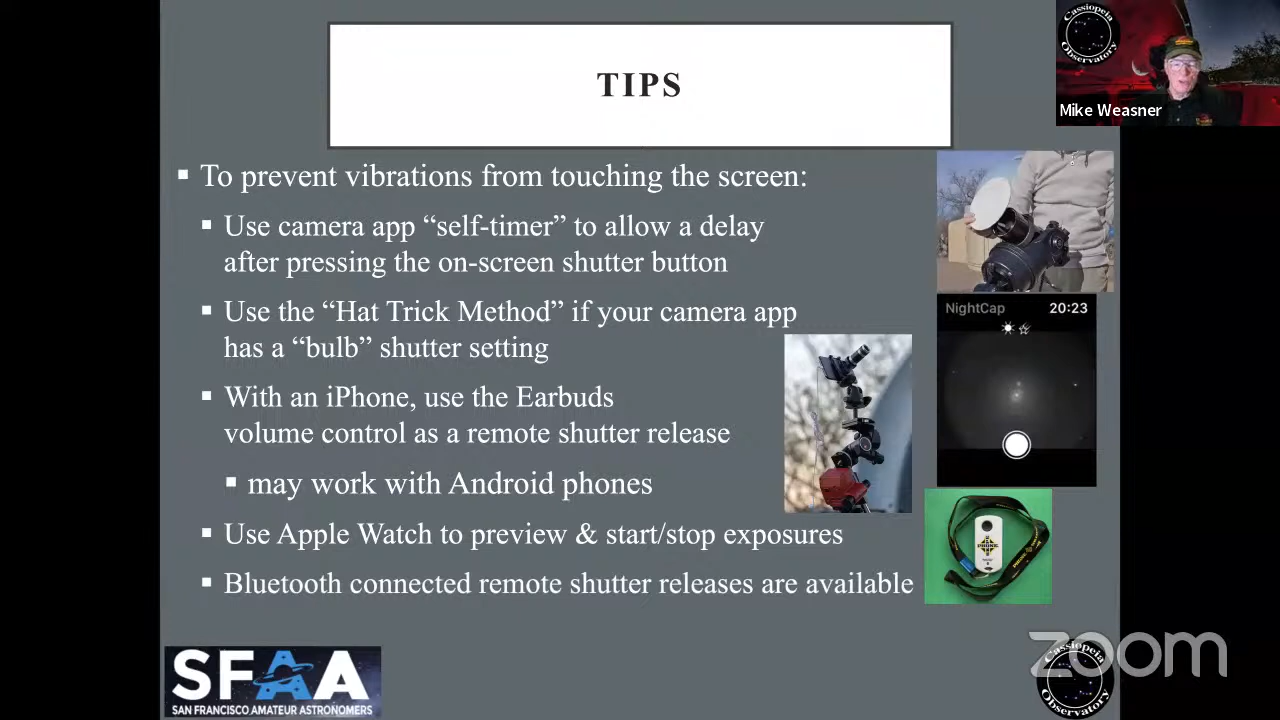 TIPS
▪ To prevent vibrations from touching the screen:
▪ Use camera app “self-timer” to allow a delay
after pressing the on-screen shutter button
▪ Use the “Hat Trick Method” if your camera app
has a “bulb” shutter setting
▪ With an iPhone, use the Earbuds
volume control as a remote shutter release
▪ may work with Android phones
▪ Use Apple Watch to preview & start/stop exposures
▪ Bluetooth connected remote shutter releases are available
Cassiopeia
Observatory
Mike Weasner
NightCap 20:23
PHONE
SFAA
SAN FRANCISCO AMATEUR ASTRONOMERS
zoom
Cassiopeia
Observatory